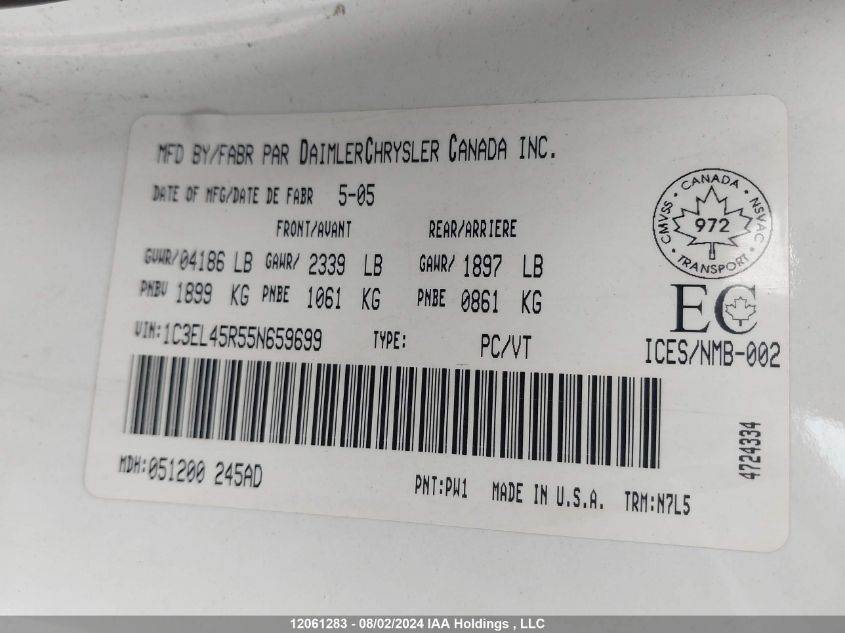 MFD BY/FABR PAR DAIMLERCHRYSLER CANADA INC.
DATE OF MFG/DATE DE FABR 5-05
FRONT/AVANT REAR/ARRIERE
GVWR/04186 LB GAWR/ 2339 LB GAWR/ 1897 LB
PNBV 1899 KG PNBE 1061 KG PNBE 0861 KG
VIN:1C3EL45R55N659699 TYPE: PC/VT
CANADA
CMVSS 972 NSVAC
TRANSPORT
EC
ICES/NMB-002
4724334
MDH:051200 245AD
PNT:PW1 MADE IN U.S.A. TRM:N7L5
12061283 - 08/02/2024 IAA Holdings , LLC